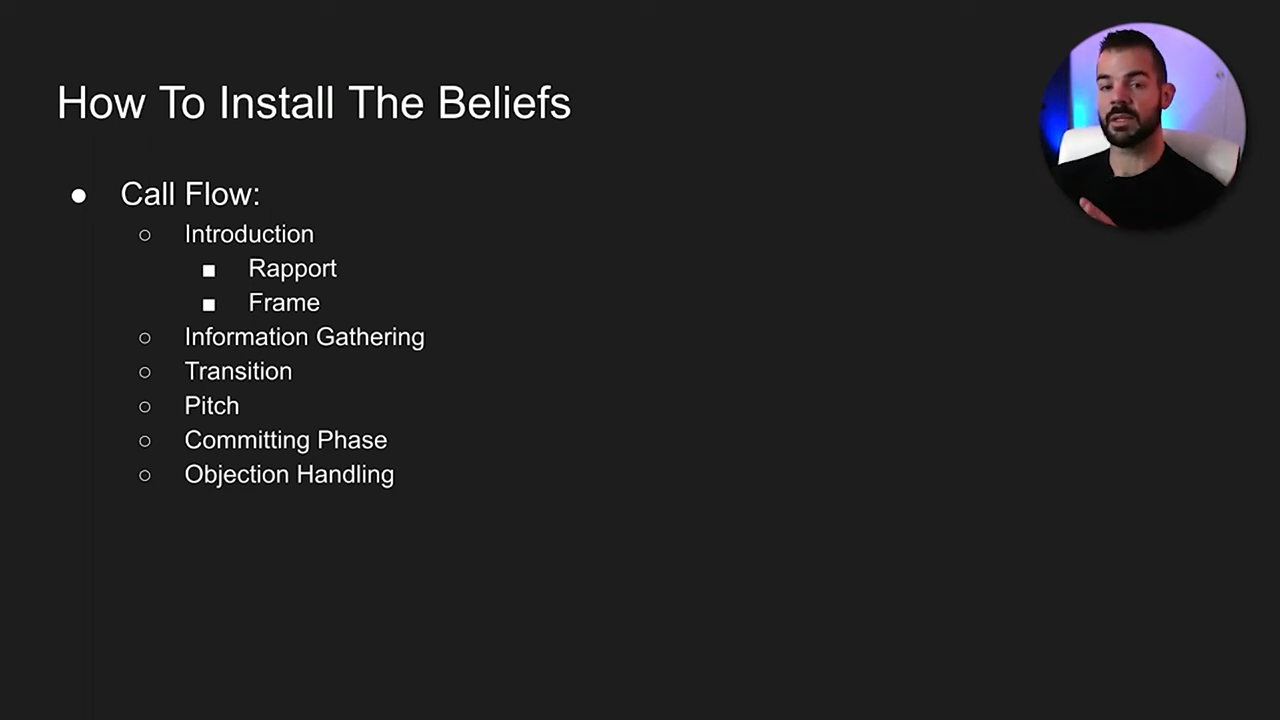 How To Install The Beliefs
● Call Flow:
○ Introduction
■ Rapport
■ Frame
○ Information Gathering
○ Transition
○ Pitch
○ Committing Phase
○ Objection Handling